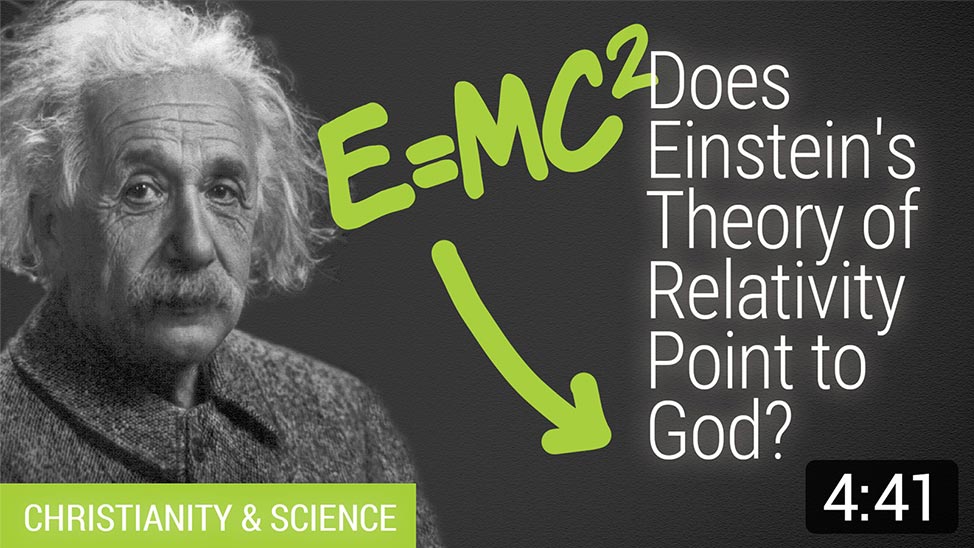 E=MC²
Does
Einstein's
Theory of
Relativity
Point to
God?
CHRISTIANITY & SCIENCE
4:41